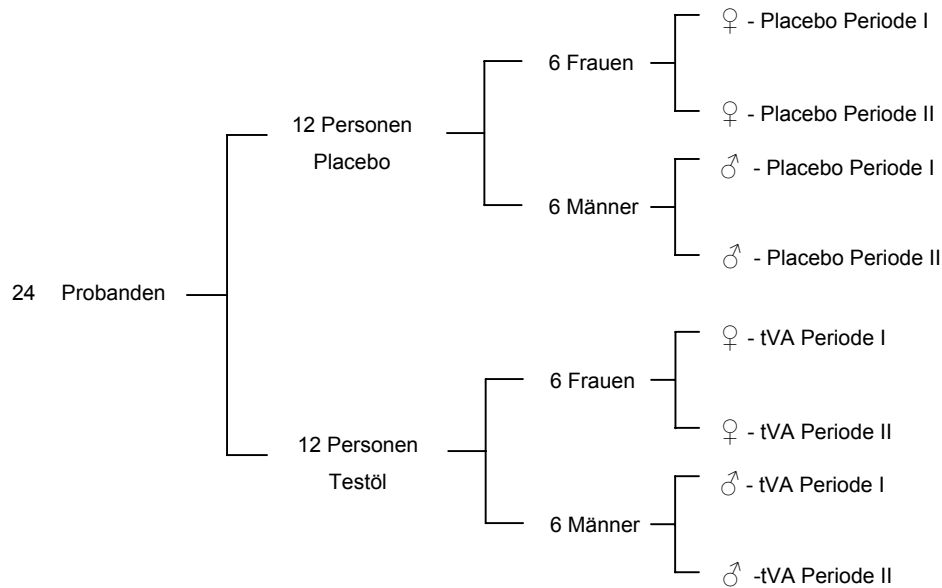 24 Probanden
12 Personen
Placebo
6 Frauen
♀ - Placebo Periode I
♀ - Placebo Periode II
6 Männer
♂ - Placebo Periode I
♂ - Placebo Periode II
12 Personen
Testöl
6 Frauen
♀ - tVA Periode I
♀ - tVA Periode II
6 Männer
♂ - tVA Periode I
♂ -tVA Periode II